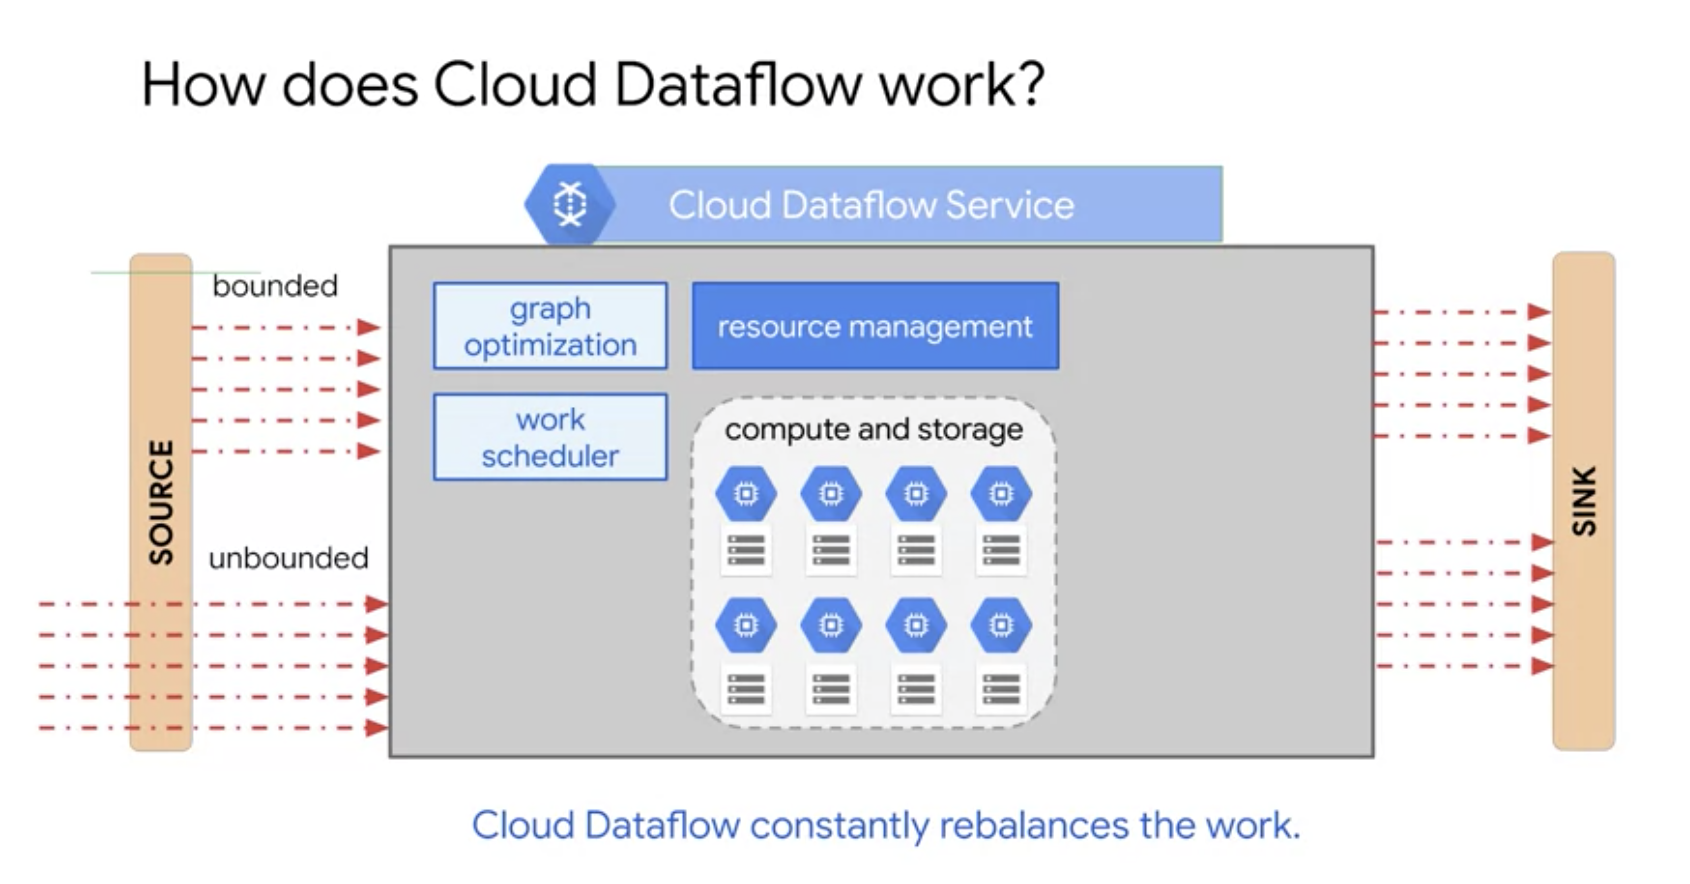 How does Cloud Dataflow work?
Cloud Dataflow Service
bounded
graph
optimization
resource management
work
scheduler
compute and storage
SOURCE
unbounded
SINK
Cloud Dataflow constantly rebalances the work.